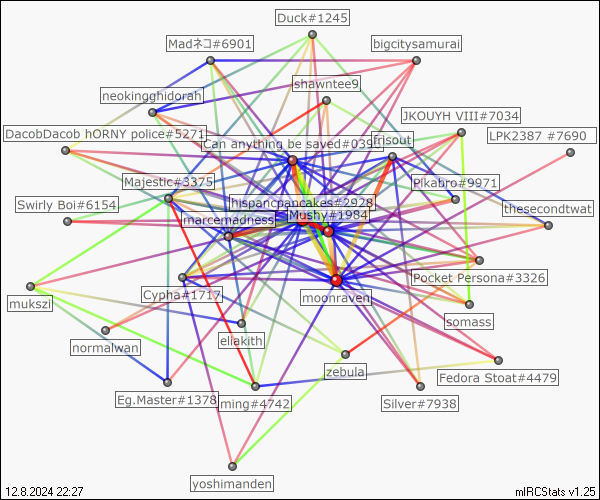 Duck#1245
Madネコ#6901
bigcitysamurai
shawntee9
neokingghidorah
JKOUYH VIII#7034
DacobDacob hORNY police#5271
LPK2387 #7690
Can anything be saved#039
frisout
Majestic#3375
Pikabro#9971
Swirly Boi#6154
hispanicpancakes#2928
thesecondtwat
marcemadness
Mushy#1984
Pocket Persona#3326
mukszi
Cypha#1717
moonraven
somass
normalwan
eliakith
zebula
Fedora Stoat#4479
Eg.Master#1378
ming#4742
Silver#7938
yoshimanden
12.8.2024 22:27
mIRCStats v1.25